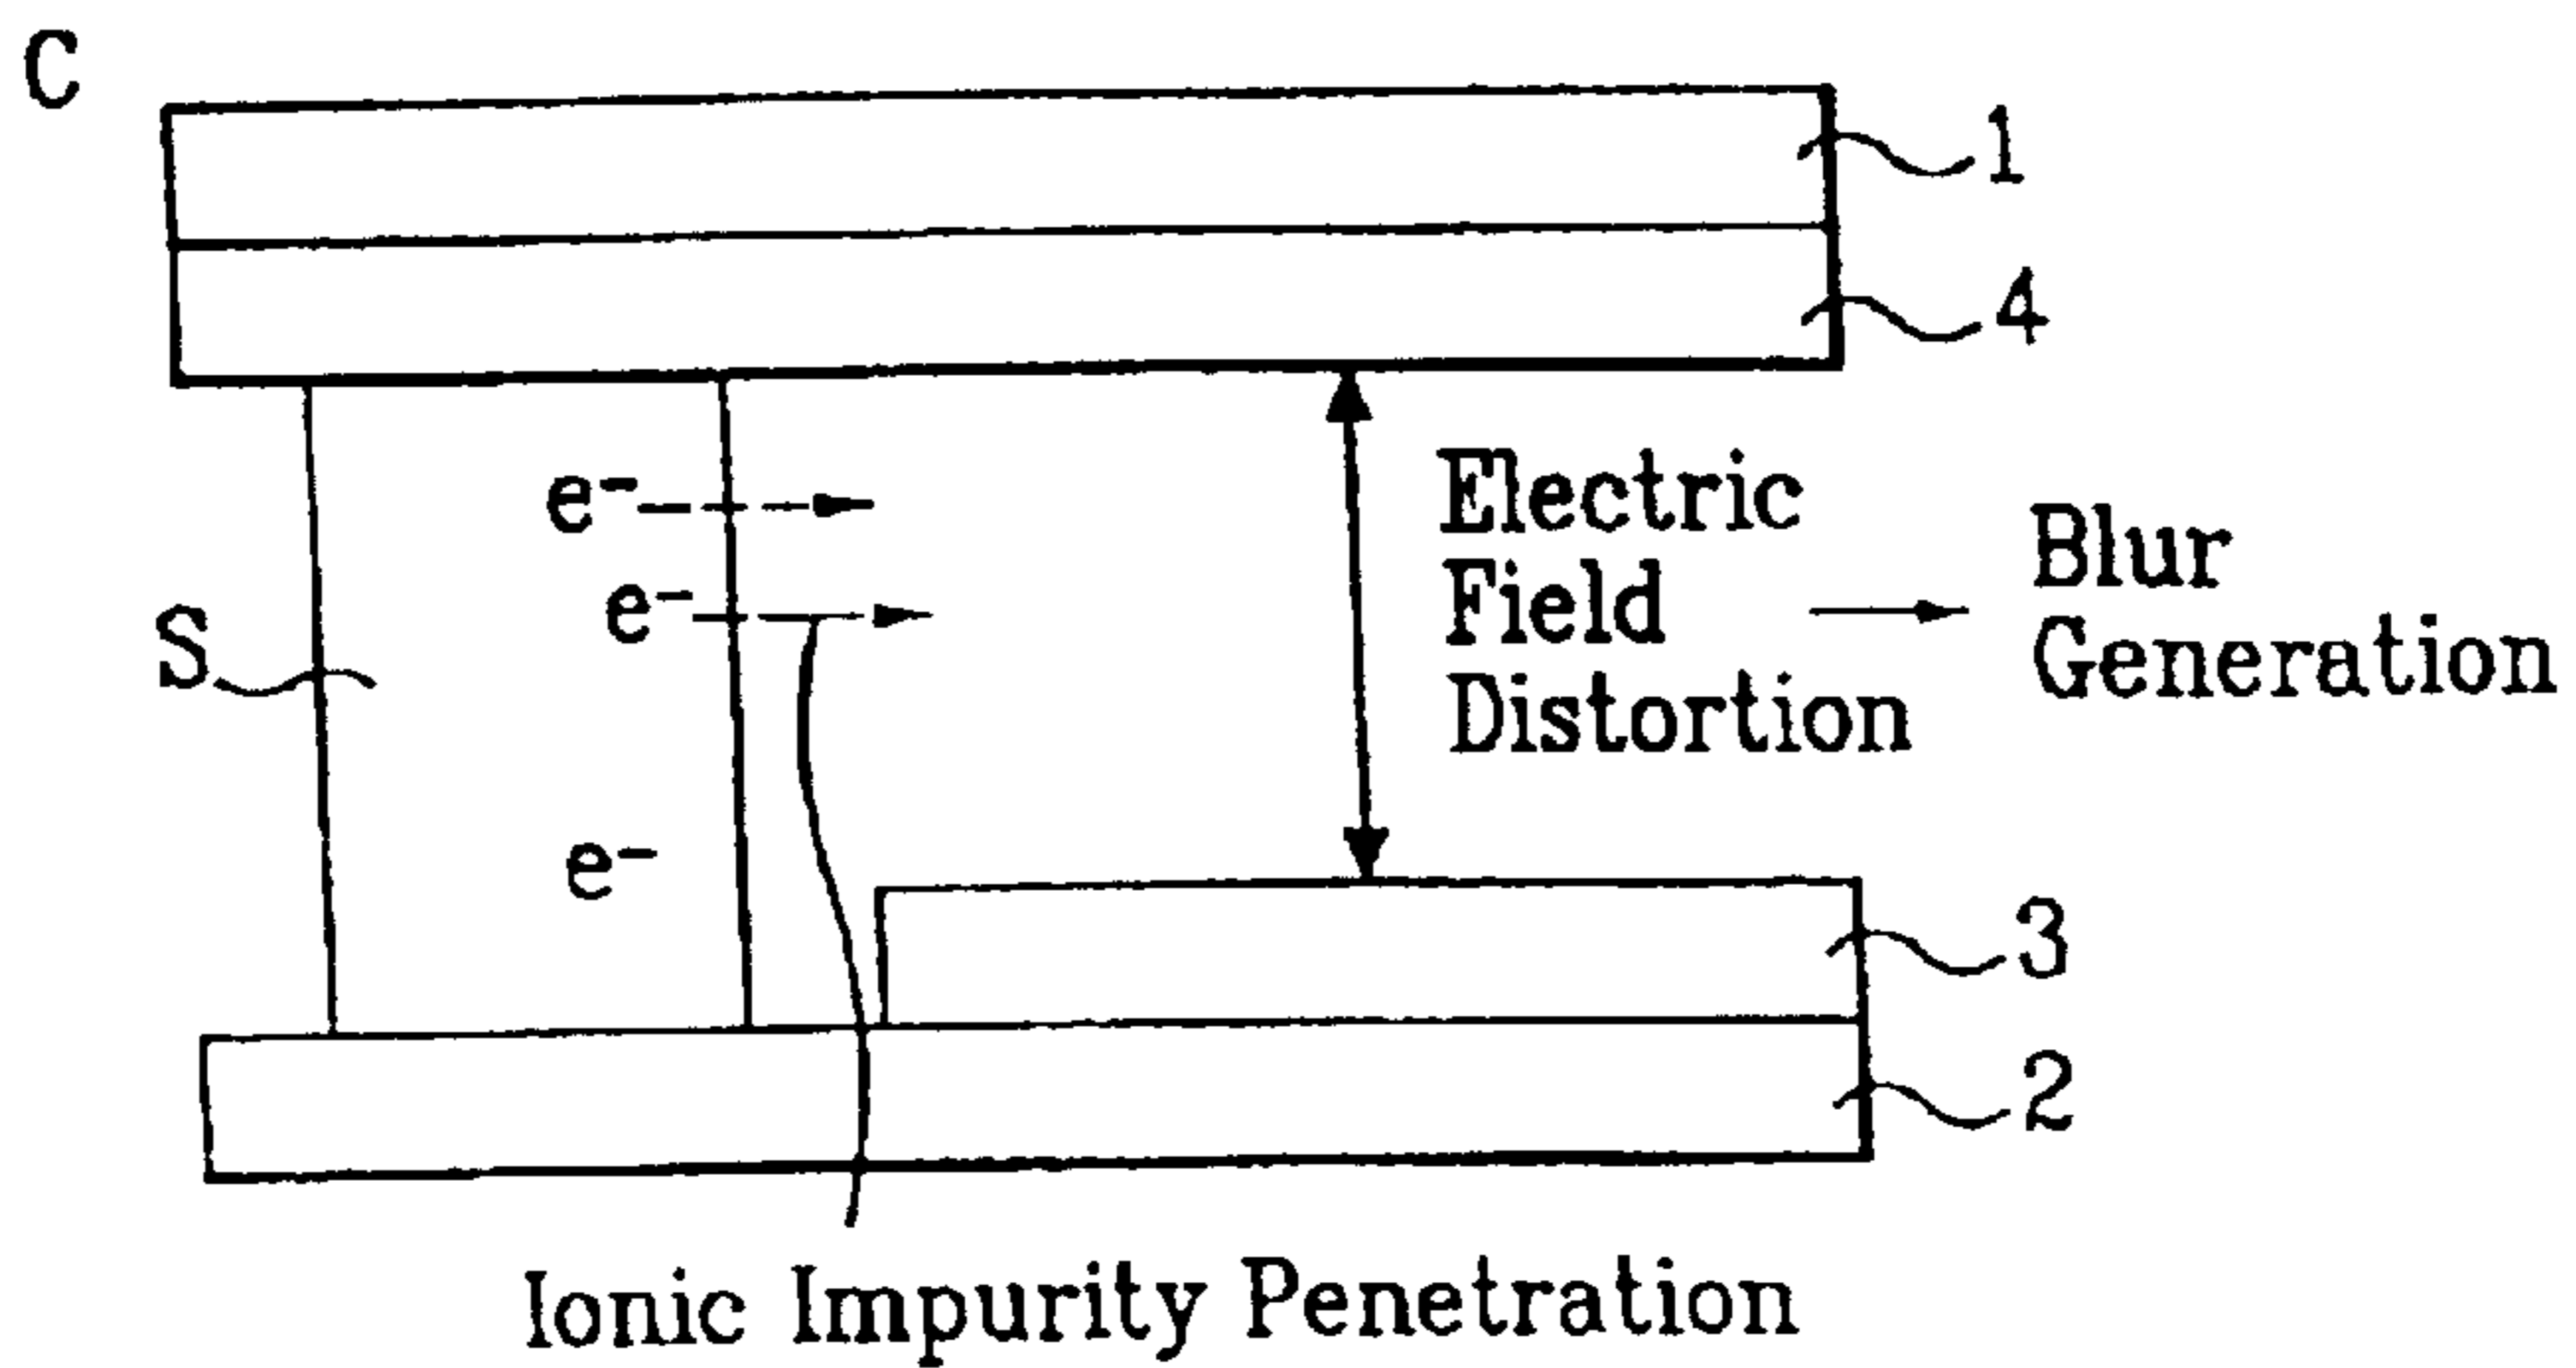 C
1
4
e-
e-
S
e-
Electric
Field
Distortion
Blur
Generation
3
2
Ionic Impurity Penetration